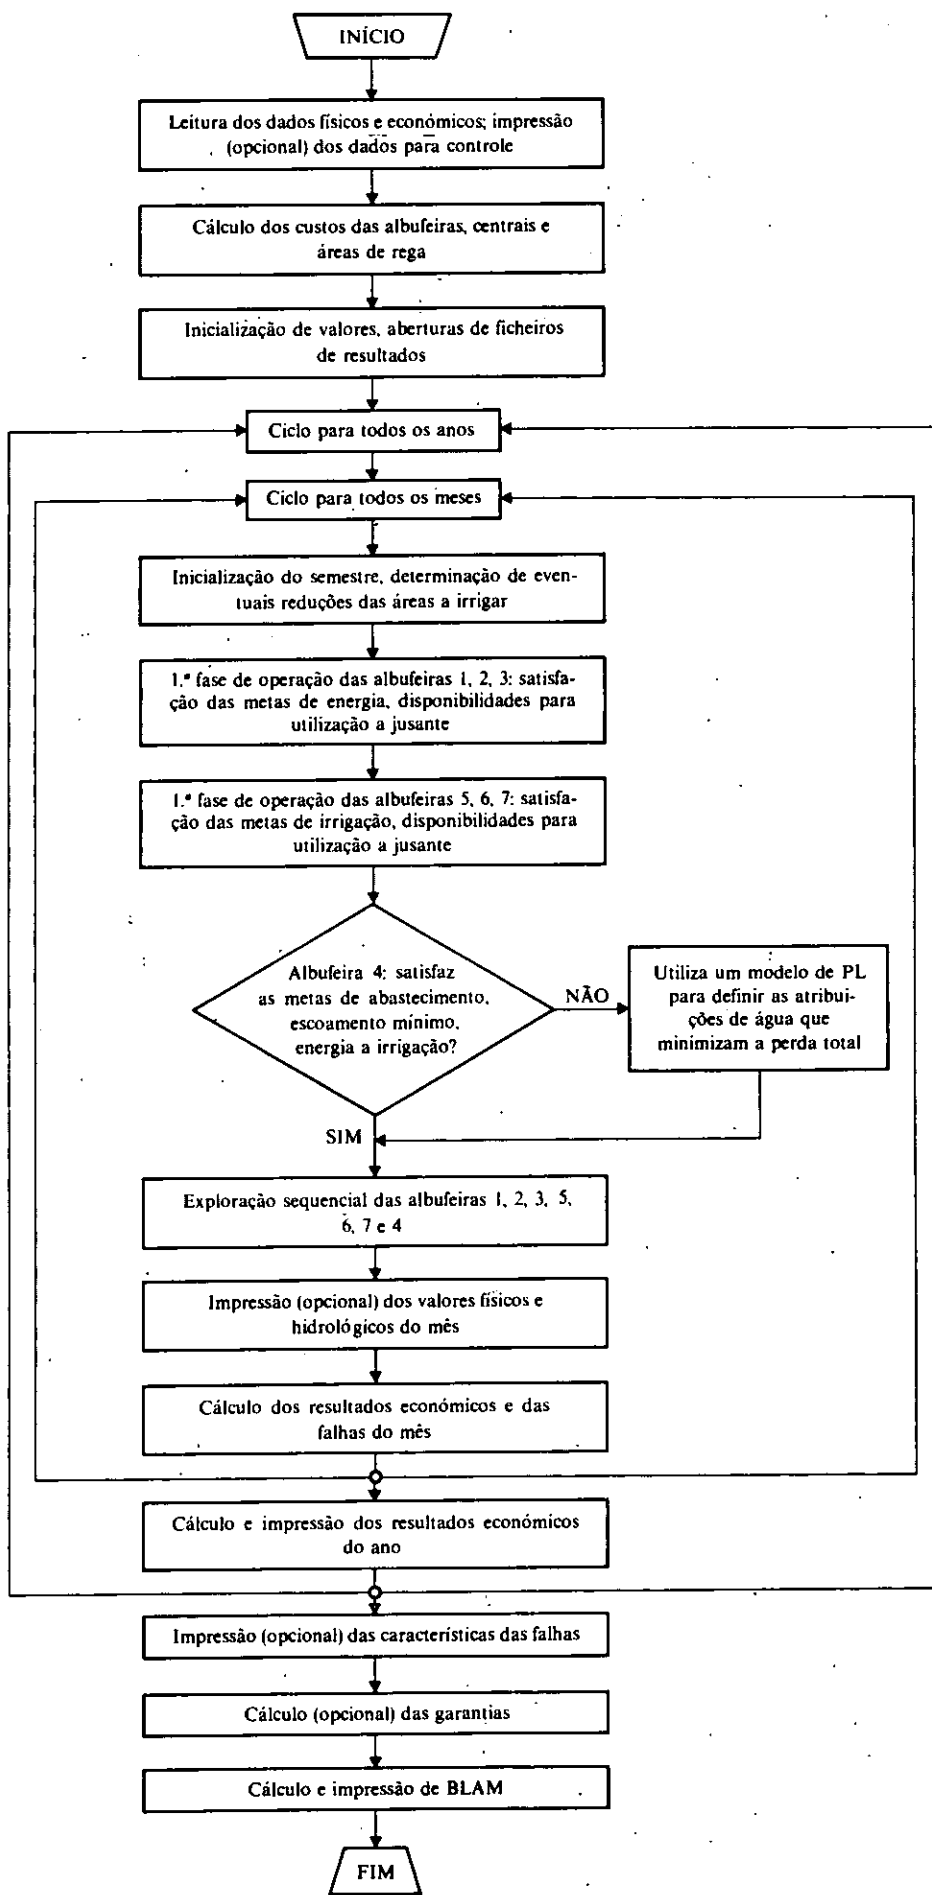 INÍCIO
Leitura dos dados físicos e económicos; impressão
(opcional) dos dados para controle
Cálculo dos custos das albufeiras, centrais e
áreas de rega
Inicialização de valores, aberturas de ficheiros
de resultados
Ciclo para todos os anos
Ciclo para todos os meses
Inicialização do semestre, determinação de even-
tuais reduções das áreas a irrigar
1.ª fase de operação das albufeiras 1, 2, 3: satisfa-
ção das metas de energia, disponibilidades para
utilização a jusante
1.ª fase de operação das albufeiras 5, 6, 7: satisfa-
ção das metas de irrigação, disponibilidades para
utilização a jusante
Albufeira 4: satisfaz
as metas de abastecimento,
escoamento mínimo,
energia a irrigação?
NÃO
Utiliza um modelo de PL
para definir as atribui-
ções de água que
minimizam a perda total
SIM
Exploração sequencial das albufeiras 1, 2, 3, 5,
6, 7 e 4
Impressão (opcional) dos valores físicos e
hidrológicos do mês
Cálculo dos resultados económicos e das
falhas do mês
Cálculo e impressão dos resultados económicos
do ano
Impressão (opcional) das características das falhas
Cálculo (opcional) das garantias
Cálculo e impressão de BLAM
FIM